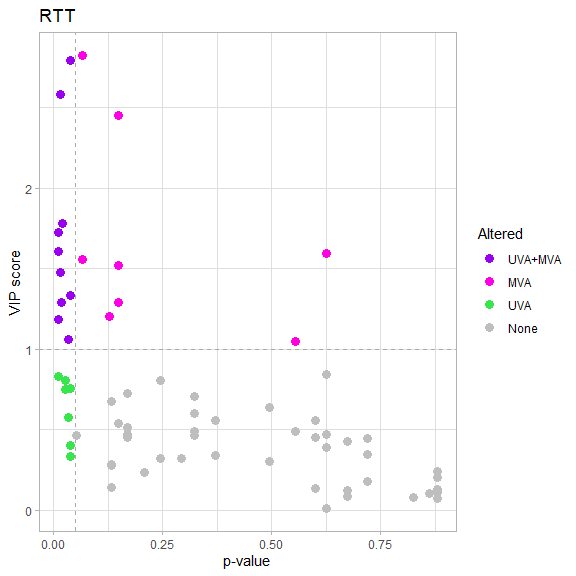 RTT
VIP score
2
1
0
0.00 0.25 0.50 0.75
p-value
Altered
UVA+MVA
MVA
UVA
None